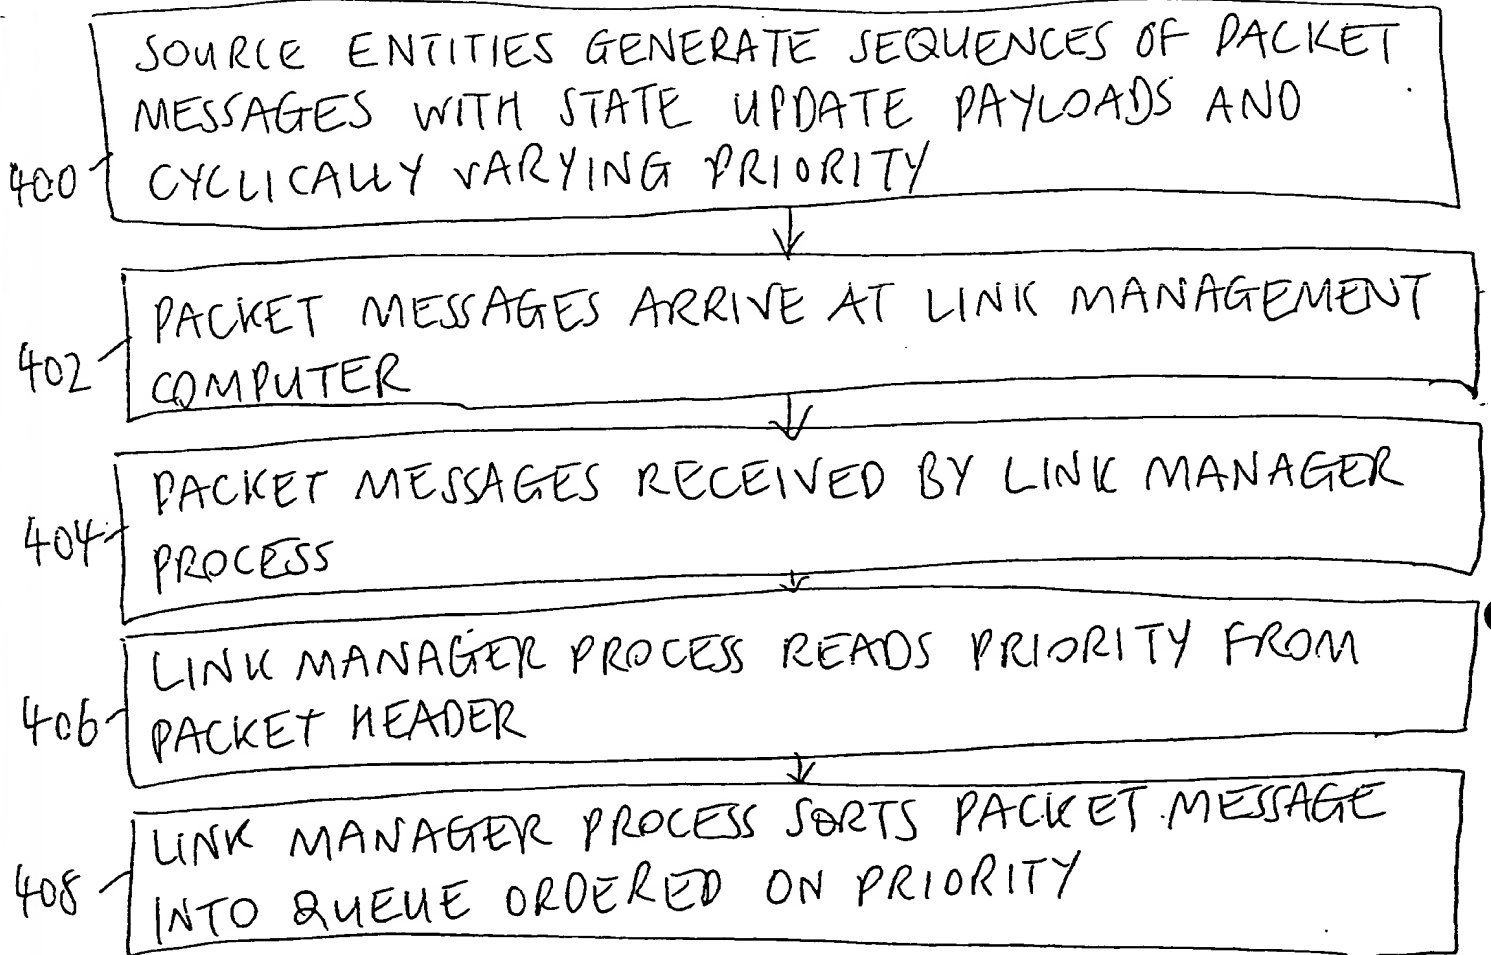 SOURCE ENTITIES GENERATE SEQUENCES OF PACKET
MESSAGES WITH STATE UPDATE PAYLOADS AND
400 CYCLICALLY VARYING PRIORITY
PACKET MESSAGES ARRIVE AT LINK MANAGEMENT
402 COMPUTER
PACKET MESSAGES RECEIVED BY LINK MANAGER
404 PROCESS
LINK MANAGER PROCESS READS PRIORITY FROM
406 PACKET HEADER
LINK MANAGER PROCESS SORTS PACKET MESSAGE
408 INTO QUEUE ORDERED ON PRIORITY